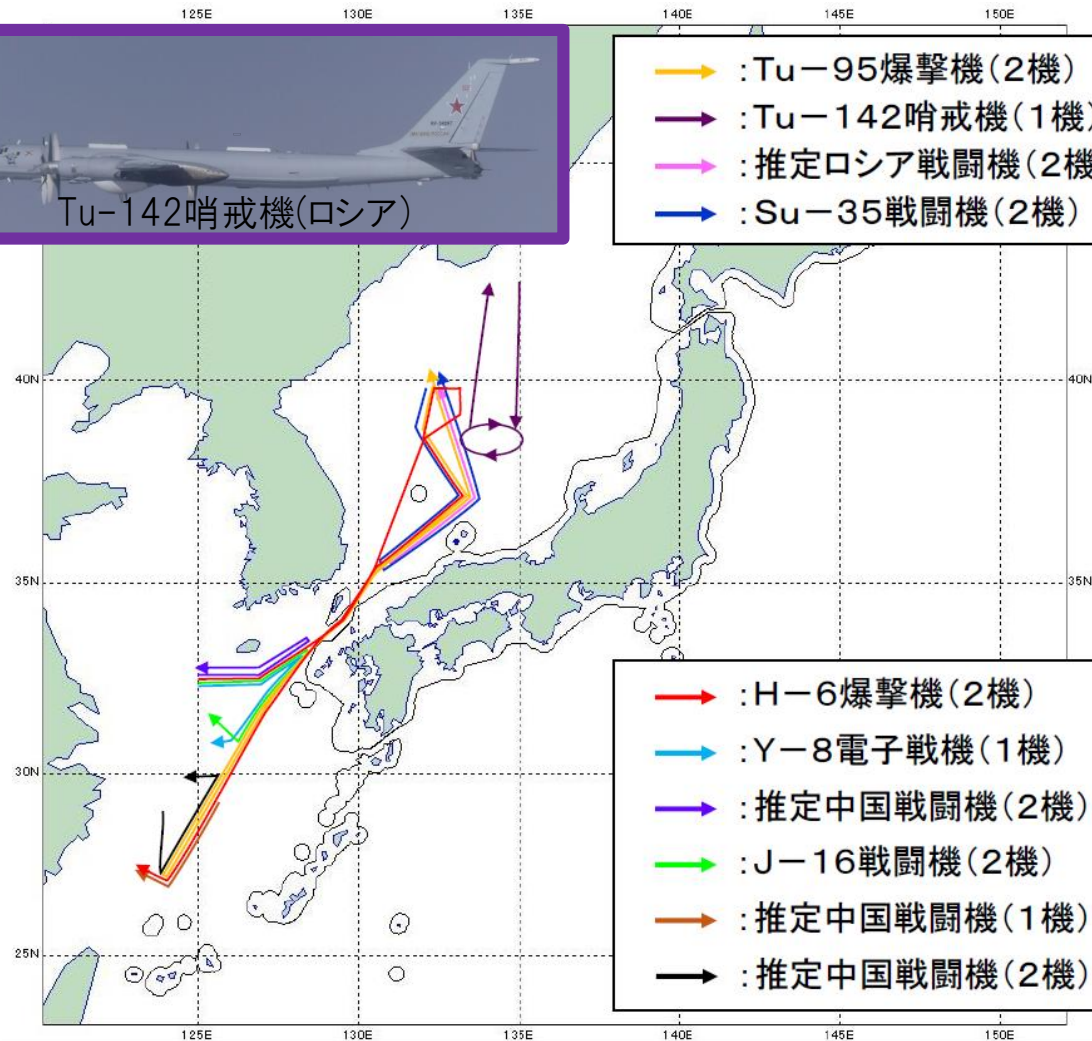 125E 130E 135E 140E 145E 150E
Tu-142哨戒機(ロシア)
:Tu－95爆撃機(2機)
:Tu－142哨戒機(1機)
:推定ロシア戦闘機(2機
:Su－35戦闘機(2機)
40N 40N
35N 35N
30N
25N
:H－6爆撃機(2機)
:Y－8電子戦機(1機)
:推定中国戦闘機(2機)
:J－16戦闘機(2機)
:推定中国戦闘機(1機)
:推定中国戦闘機(2機)
125E 130E 135E 140E 145E 150E